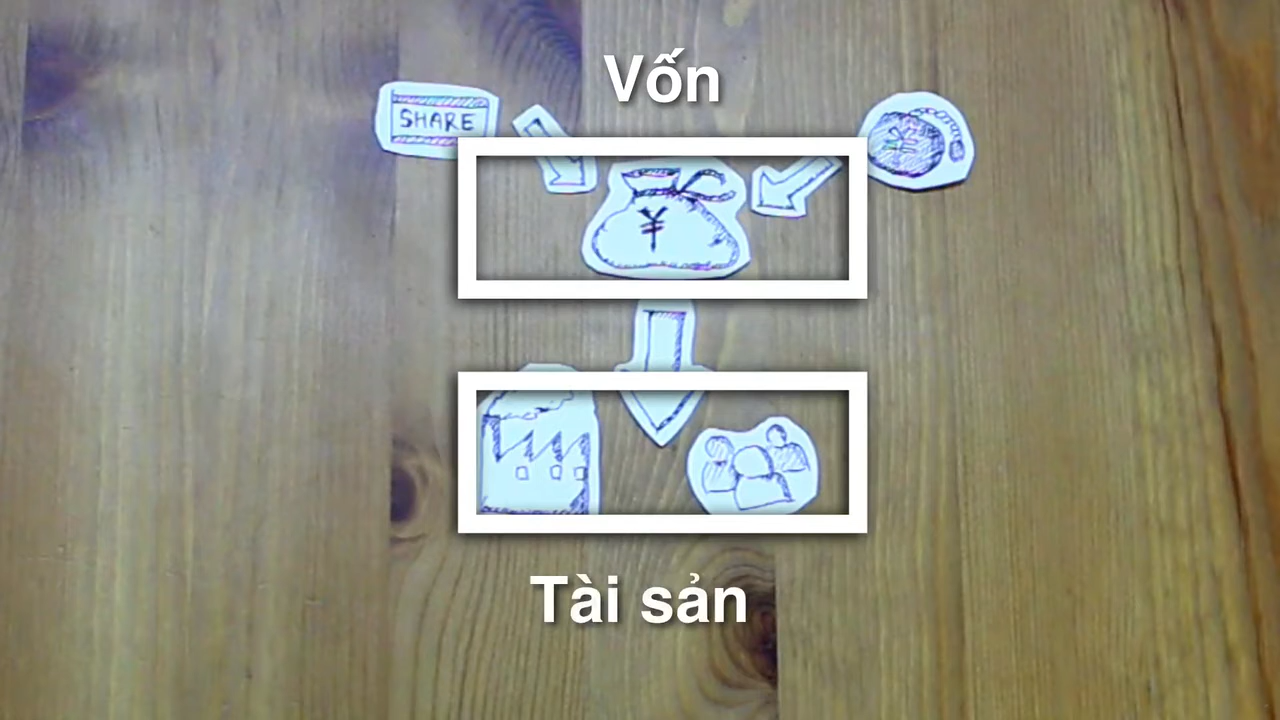 Vốn
SHARE
¥
¥
Tài sản